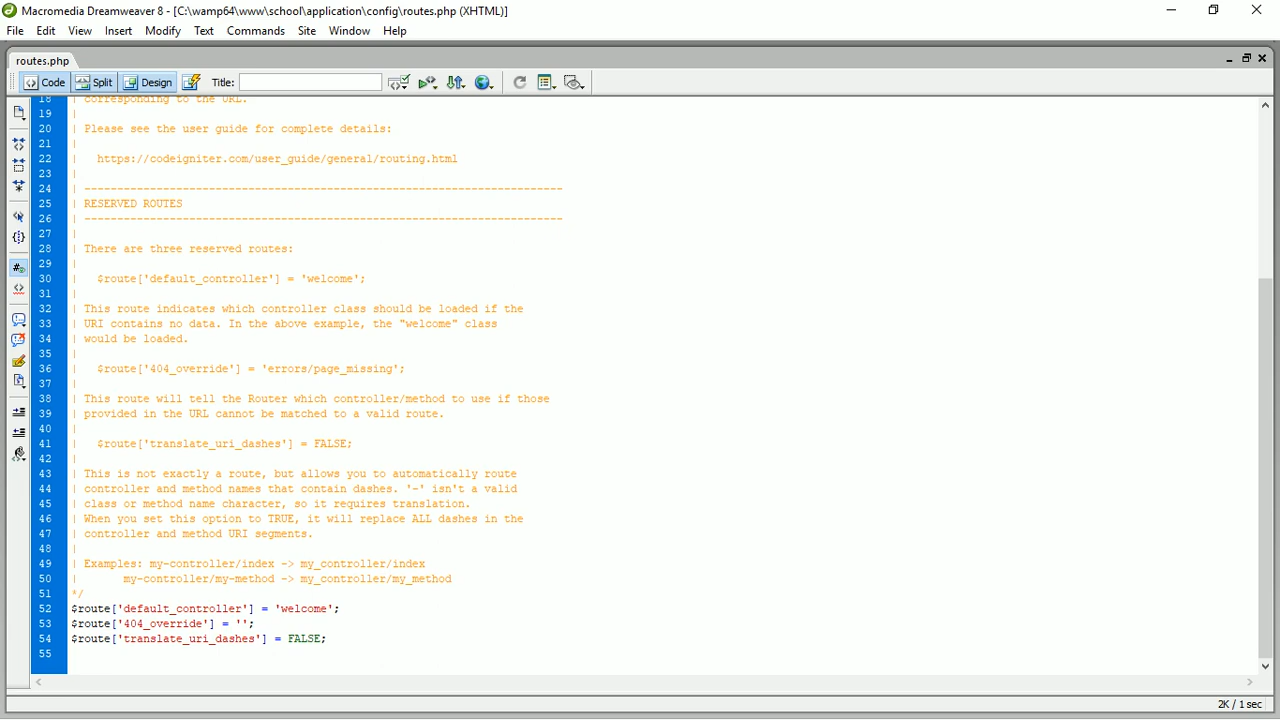 Macromedia Dreamweaver 8 - [C:\wamp64\www\school\application\config\routes.php (XHTML)]
File Edit View Insert Modify Text Commands Site Window Help
routes.php
Code Split Design Title:
18 | corresponding to the URL.
19 |
20 | Please see the user guide for complete details:
21 |
22 | https://codeigniter.com/user_guide/general/routing.html
23 |
24 | -------------------------------------------------------------------------
25 | RESERVED ROUTES
26 | -------------------------------------------------------------------------
27 |
28 | There are three reserved routes:
29 |
30 | $route['default_controller'] = 'welcome';
31 |
32 | This route indicates which controller class should be loaded if the
33 | URI contains no data. In the above example, the "welcome" class
34 | would be loaded.
35 |
36 | $route['404_override'] = 'errors/page_missing';
37 |
38 | This route will tell the Router which controller/method to use if those
39 | provided in the URL cannot be matched to a valid route.
40 |
41 | $route['translate_uri_dashes'] = FALSE;
42 |
43 | This is not exactly a route, but allows you to automatically route
44 | controller and method names that contain dashes. '-' isn't a valid
45 | class or method name character, so it requires translation.
46 | When you set this option to TRUE, it will replace ALL dashes in the
47 | controller and method URI segments.
48 |
49 | Examples: my-controller/index -> my_controller/index
50 | my-controller/my-method -> my_controller/my_method
51 */
52 $route['default_controller'] = 'welcome';
53 $route['404_override'] = '';
54 $route['translate_uri_dashes'] = FALSE;
55
2K / 1 sec